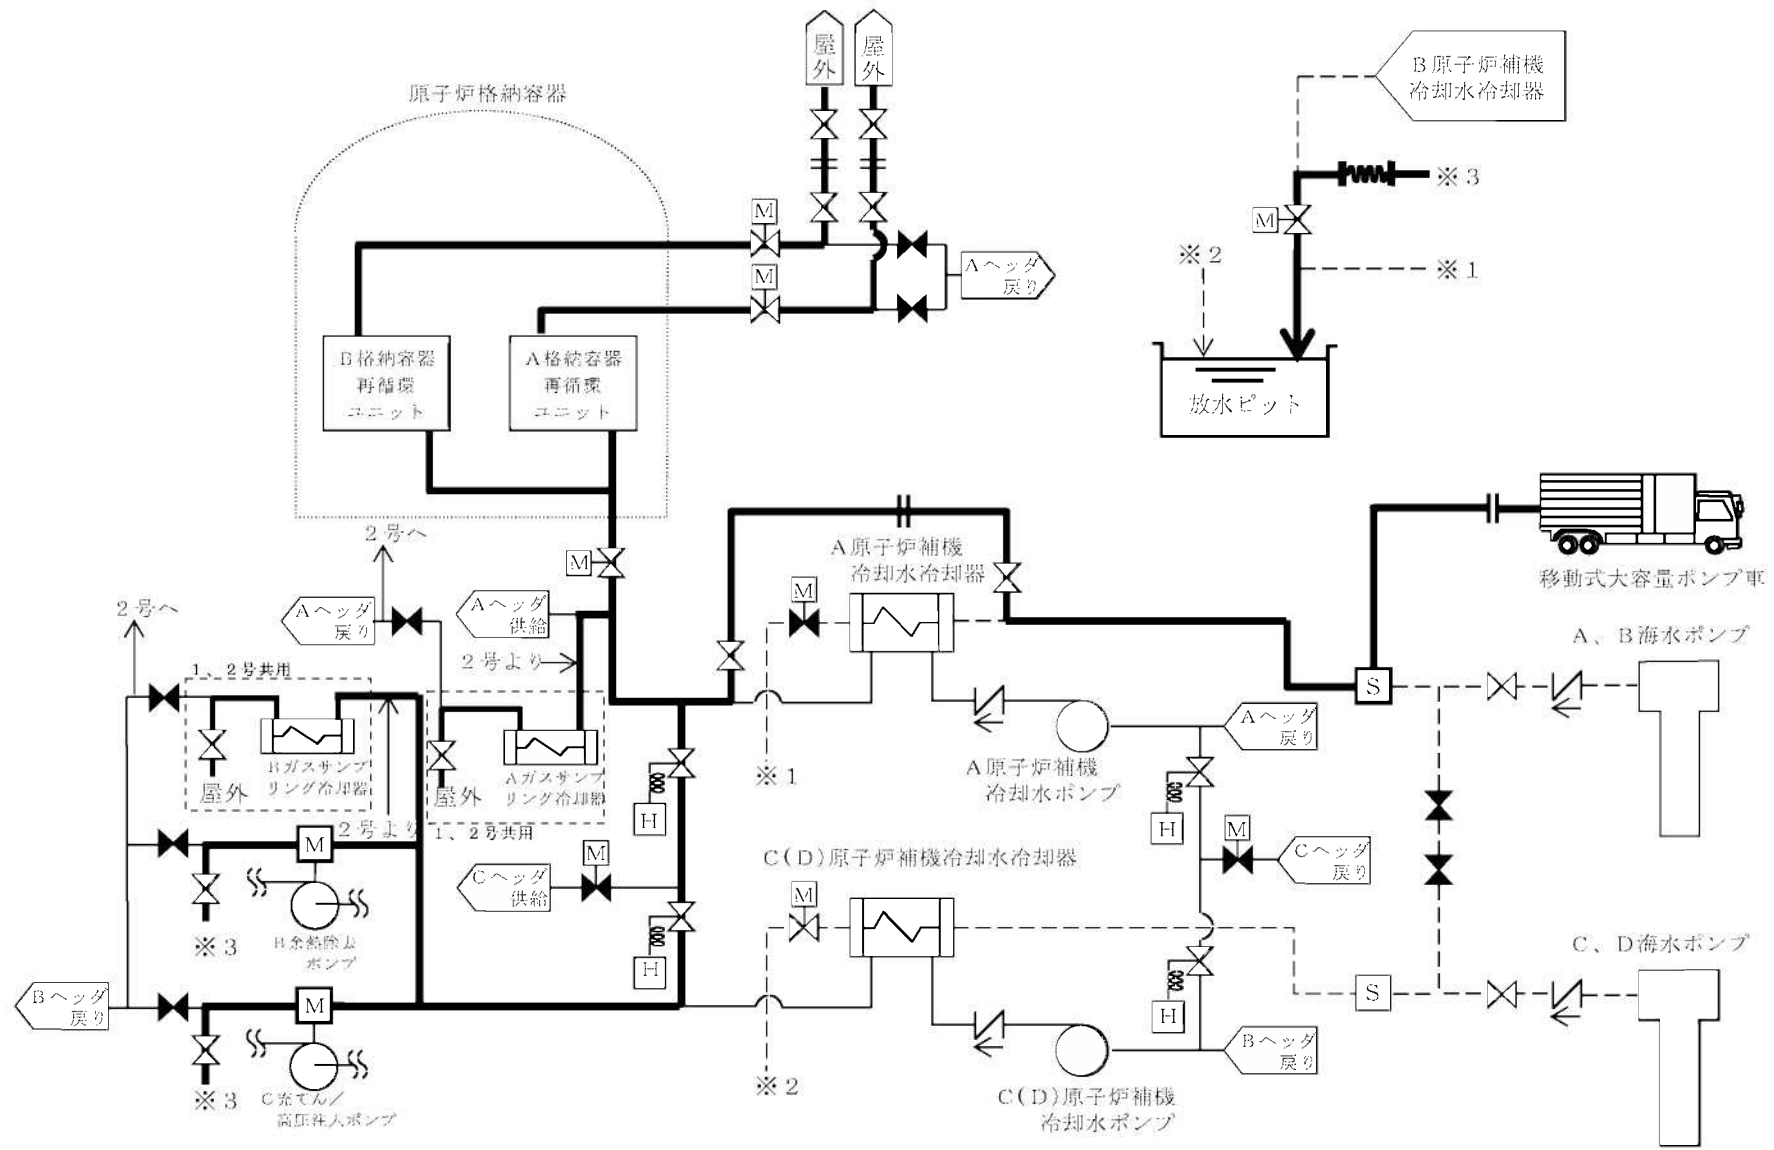 屋外
屋外
原子炉格納容器
B原子炉補機
冷却水冷却器
※3
M
M
M
※2
※1
Aヘッダ
戻り
B格納容器
再循環
ユニット
A格納容器
再循環
ユニット
放水ピット
移動式大容量ポンプ車
2号へ
M
A原子炉補機
冷却水冷却器
M
2号へ
Aヘッダ
戻り
Aヘッダ
供給
2号より
A、B海水ポンプ
1、2号共用
S
Bガスサンプ
リング冷却器
屋外
Aガスサンプ
リング冷却器
屋外
1、2号共用
2号より
※1
Aヘッダ
戻り
A原子炉補機
冷却水ポンプ
H
H
M
M
M
Cヘッダ
供給
C(D)原子炉補機冷却水冷却器
Cヘッダ
戻り
M
※3
B余熱除去
ポンプ
H
C、D海水ポンプ
S
Bヘッダ
戻り
M
H
Bヘッダ
戻り
※3
C充てん/
高圧注入ポンプ
※2
C(D)原子炉補機
冷却水ポンプ